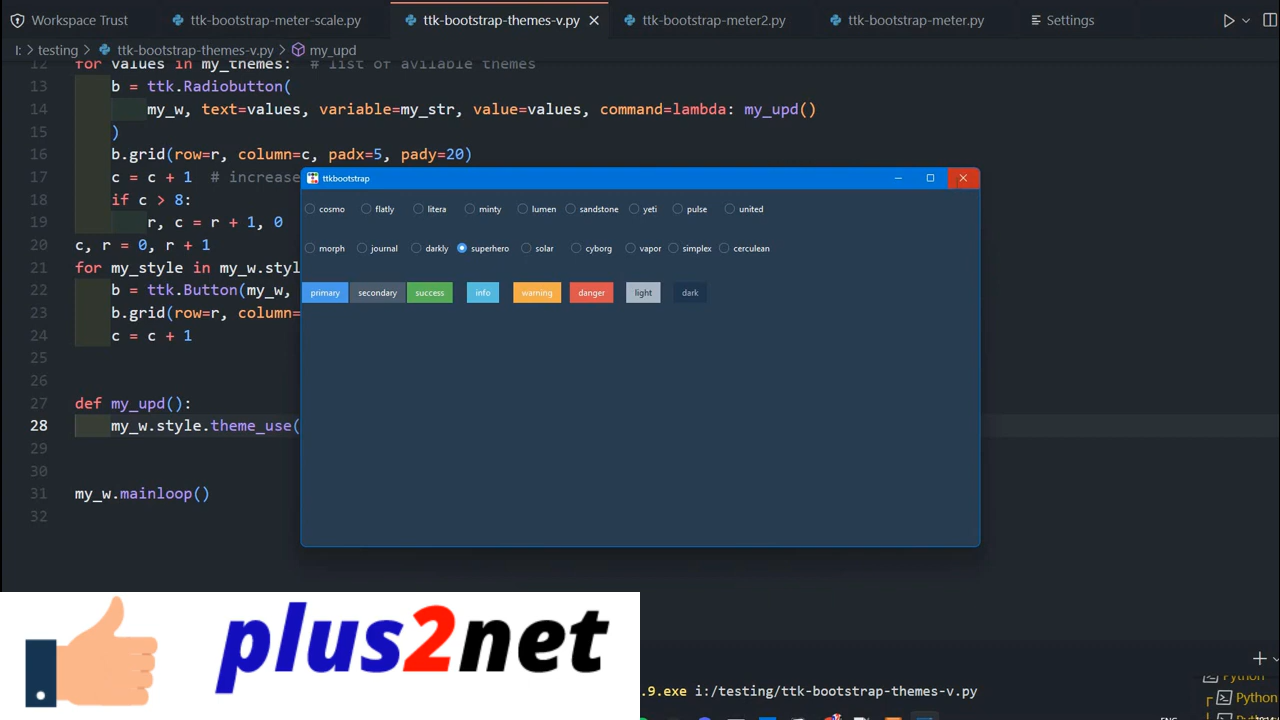 Workspace Trust
ttk-bootstrap-meter-scale.py
ttk-bootstrap-themes-v.py
ttk-bootstrap-meter2.py
ttk-bootstrap-meter.py
Settings
I: > testing > ttk-bootstrap-themes-v.py > my_upd
12 for values in my_themes: # list of avilable themes
13 b = ttk.Radiobutton(
14 my_w, text=values, variable=my_str, value=values, command=lambda: my_upd()
15 )
16 b.grid(row=r, column=c, padx=5, pady=20)
17 c = c + 1 # increase
18 if c > 8:
19 r, c = r + 1, 0
20 c, r = 0, r + 1
21 for my_style in my_w.styl
22 b = ttk.Button(my_w,
23 b.grid(row=r, column=
24 c = c + 1
25
26
27 def my_upd():
28 my_w.style.theme_use(
29
30
31 my_w.mainloop()
32
ttkbootstrap
cosmo flatly litera minty lumen sandstone yeti pulse united
morph journal darkly superhero solar cyborg vapor simplex cerculean
primary secondary success info warning danger light dark
plus2net
.9.exe i:/testing/ttk-bootstrap-themes-v.py
Python
Python